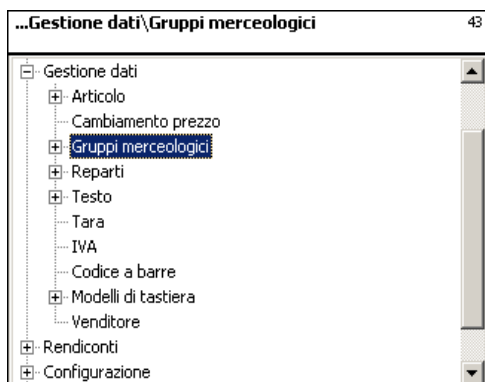 ...Gestione dati\Gruppi merceologici 43
Gestione dati
Articolo
Cambiamento prezzo
Gruppi merceologici
Reparti
Testo
Tara
IVA
Codice a barre
Modelli di tastiera
Venditore
Rendiconti
Configurazione